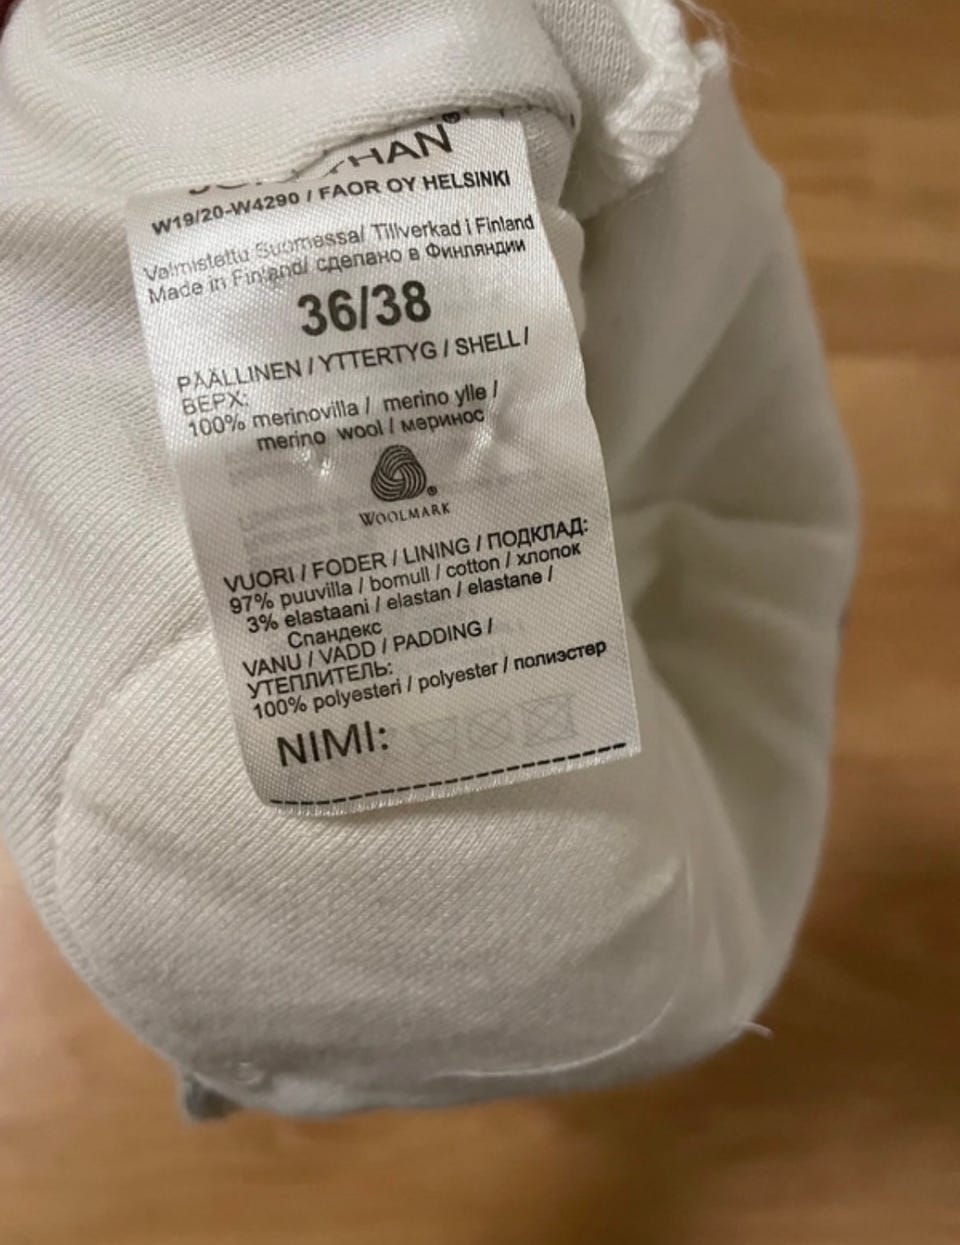 HAN®
W19/20-W4290 / FAOR OY HELSINKI
Valmistettu Suomessa/ Tillverkad i Finland
Made in Finland/ сделано в Финляндии
36/38
PÄÄLLINEN / YTTERTYG / SHELL /
ВЕРХ:
100% merinovilla / merino ylle /
merino wool / меринос
®
WOOLMARK
VUORI / FODER / LINING / ПОДКЛАД:
97% puuvilla / bomull / cotton / хлопок
3% elastaani / elastan / elastane /
Спандекс
VANU / VADD / PADDING /
УТЕПЛИТЕЛЬ:
100% polyesteri / polyester / полиэстер
NIMI: